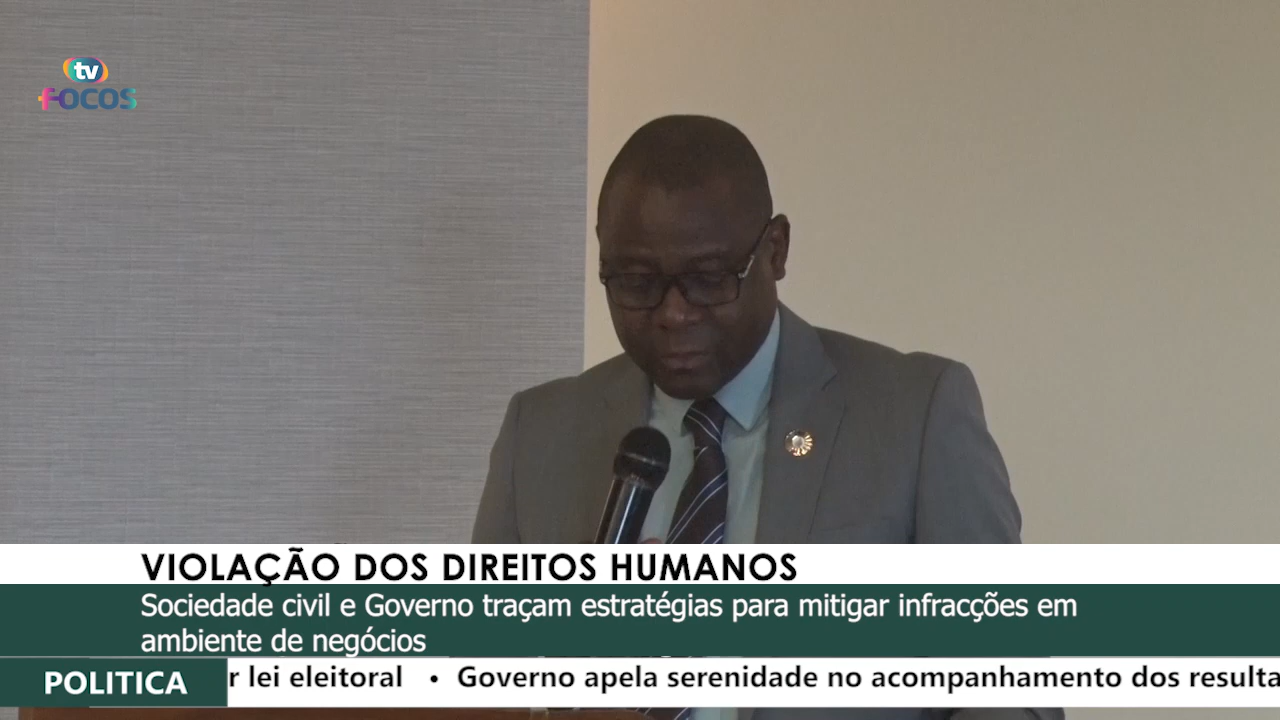 tv
focos
VIOLAÇÃO DOS DIREITOS HUMANOS
Sociedade civil e Governo traçam estratégias para mitigar infracções em
ambiente de negócios
POLITICA
r lei eleitoral • Governo apela serenidade no acompanhamento dos resulta